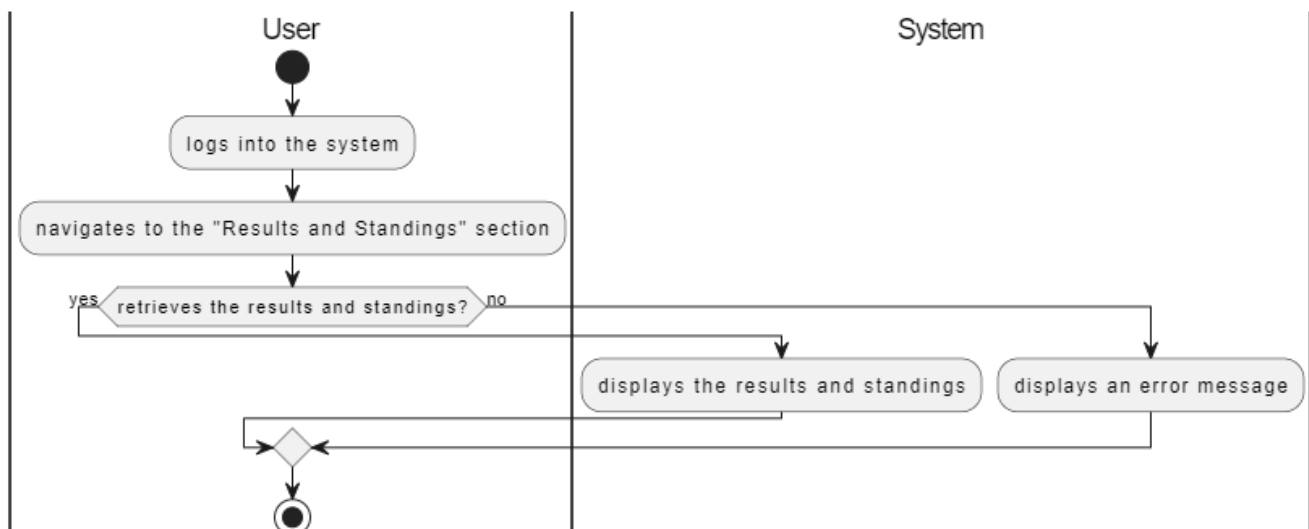 User
System
logs into the system
navigates to the "Results and Standings" section
yes
retrieves the results and standings?
no
displays the results and standings
displays an error message